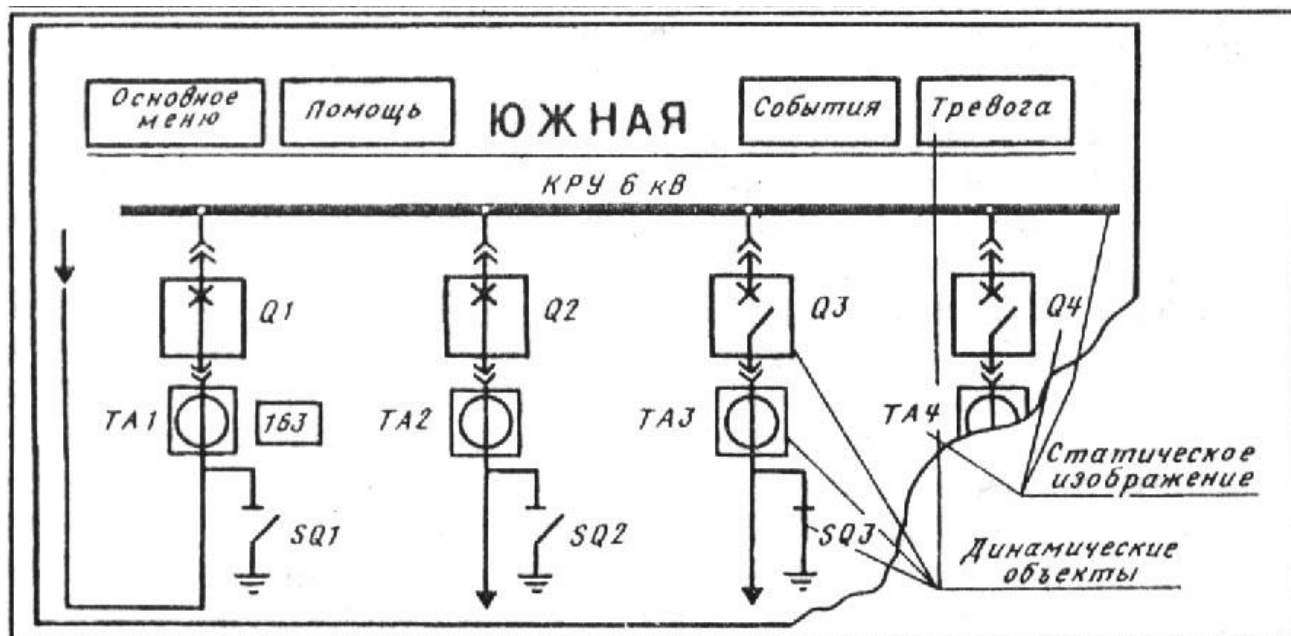 Основное
меню
Помощь
ЮЖНАЯ
События
Тревога
КРУ 6 кВ
Q1
Q2
Q3
Q4
TA1
163
TA2
TA3
TA4
Статическое
изображение
SQ1
SQ2
SQ3
Динамические
объекты